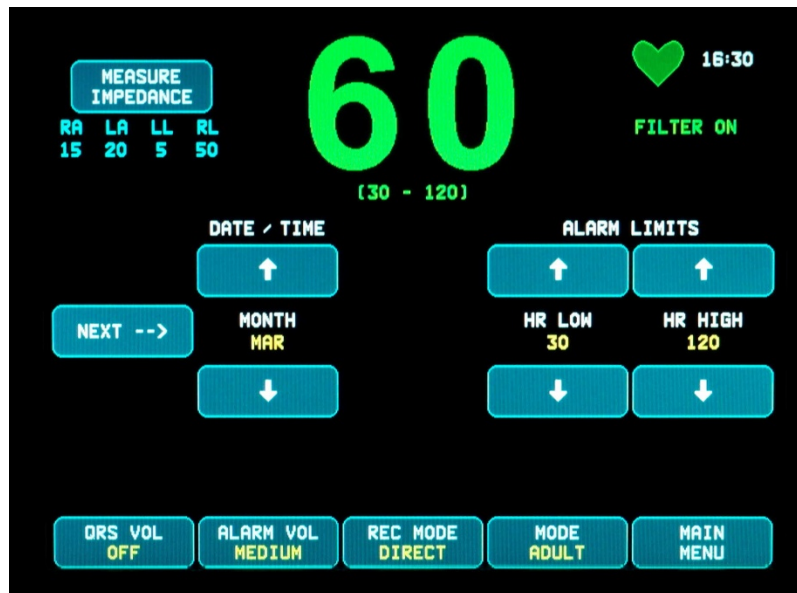 MEASURE
IMPEDANCE
RA LA LL RL
15 20 5 50
60
(30 - 120)
16:30
FILTER ON
DATE / TIME
ALARM LIMITS
NEXT -->
MONTH
MAR
HR LOW
30
HR HIGH
120
QRS VOL
OFF
ALARM VOL
MEDIUM
REC MODE
DIRECT
MODE
ADULT
MAIN
MENU